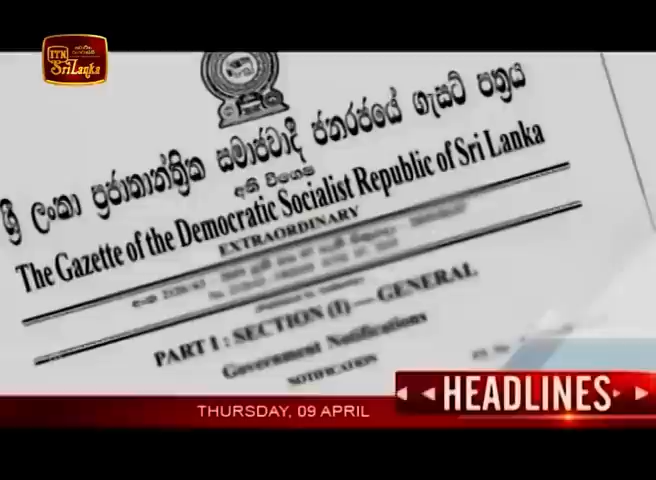 ITN
Sri Lanka
ශ්‍රී ලංකා ප්‍රජාතාන්ත්‍රික සමාජවාදී ජනරජයේ ගැසට් පත්‍රය
අති විශෙෂ
The Gazette of the Democratic Socialist Republic of Sri Lanka
EXTRAORDINARY
PART I : SECTION (I) — GENERAL
Government Notifications
NOTIFICATION
HEADLINES
THURSDAY, 09 APRIL